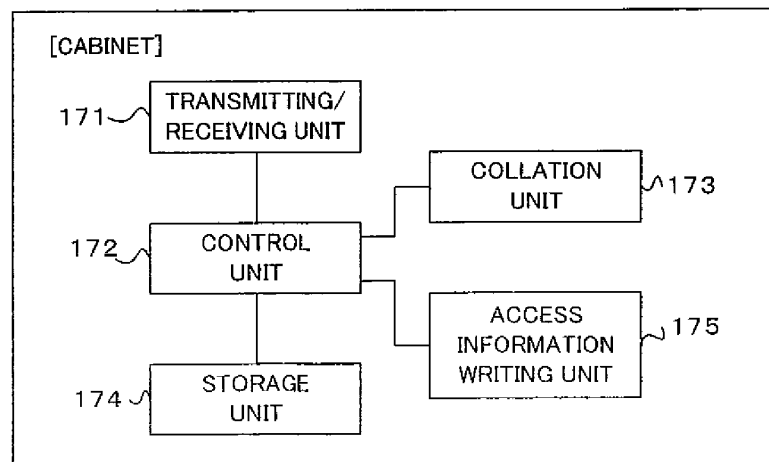 [CABINET]
171
TRANSMITTING/
RECEIVING UNIT
COLLATION
UNIT
173
172
CONTROL
UNIT
ACCESS
INFORMATION
WRITING UNIT
175
174
STORAGE
UNIT